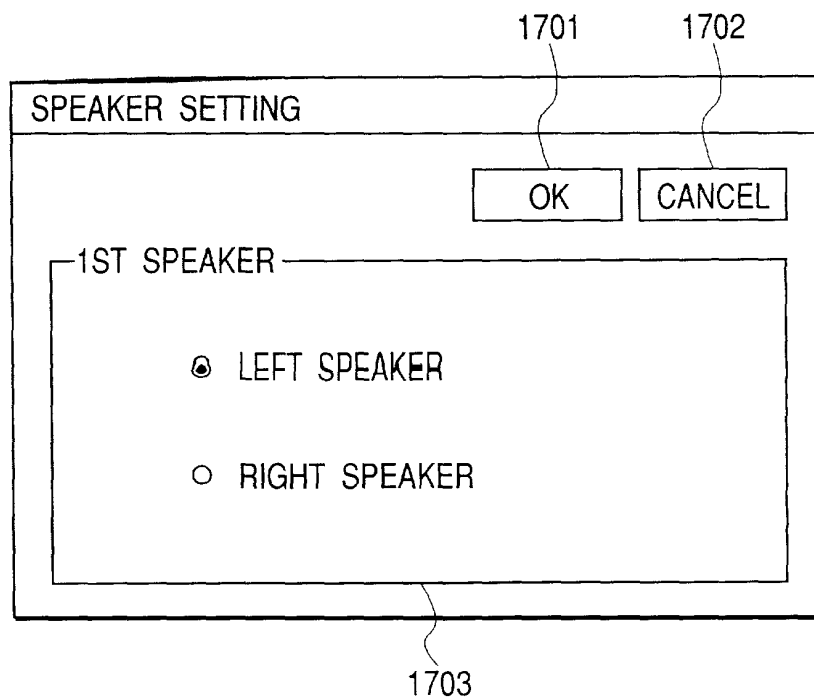 1701 1702
SPEAKER SETTING
OK CANCEL
1ST SPEAKER
LEFT SPEAKER
RIGHT SPEAKER
1703